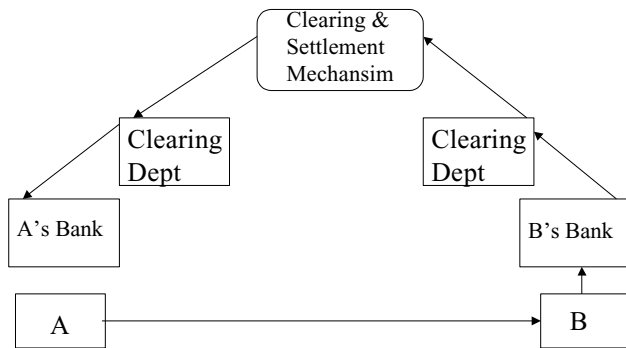 Clearing &
Settlement
Mechansim
Clearing
Dept
Clearing
Dept
A’s Bank
B’s Bank
A
B